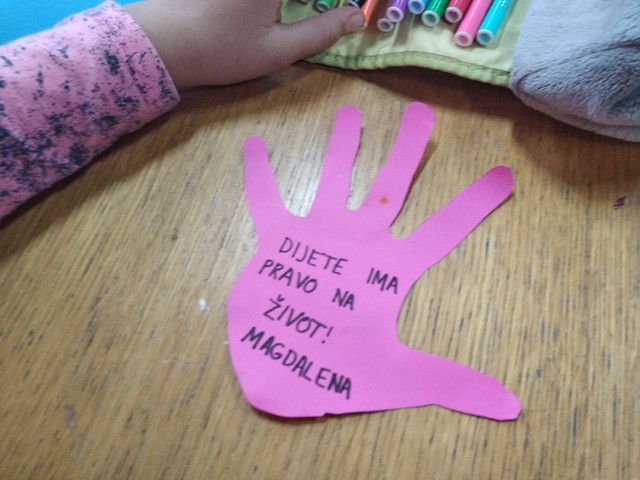 DIJETE IMA
PRAVO NA
ŽIVOT!
MAGDALENA